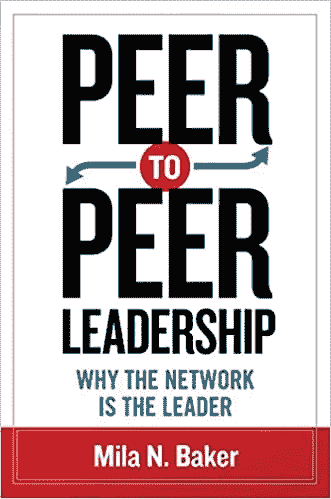 PEER
TO
PEER
LEADERSHIP
WHY THE NETWORK
IS THE LEADER
Mila N. Baker